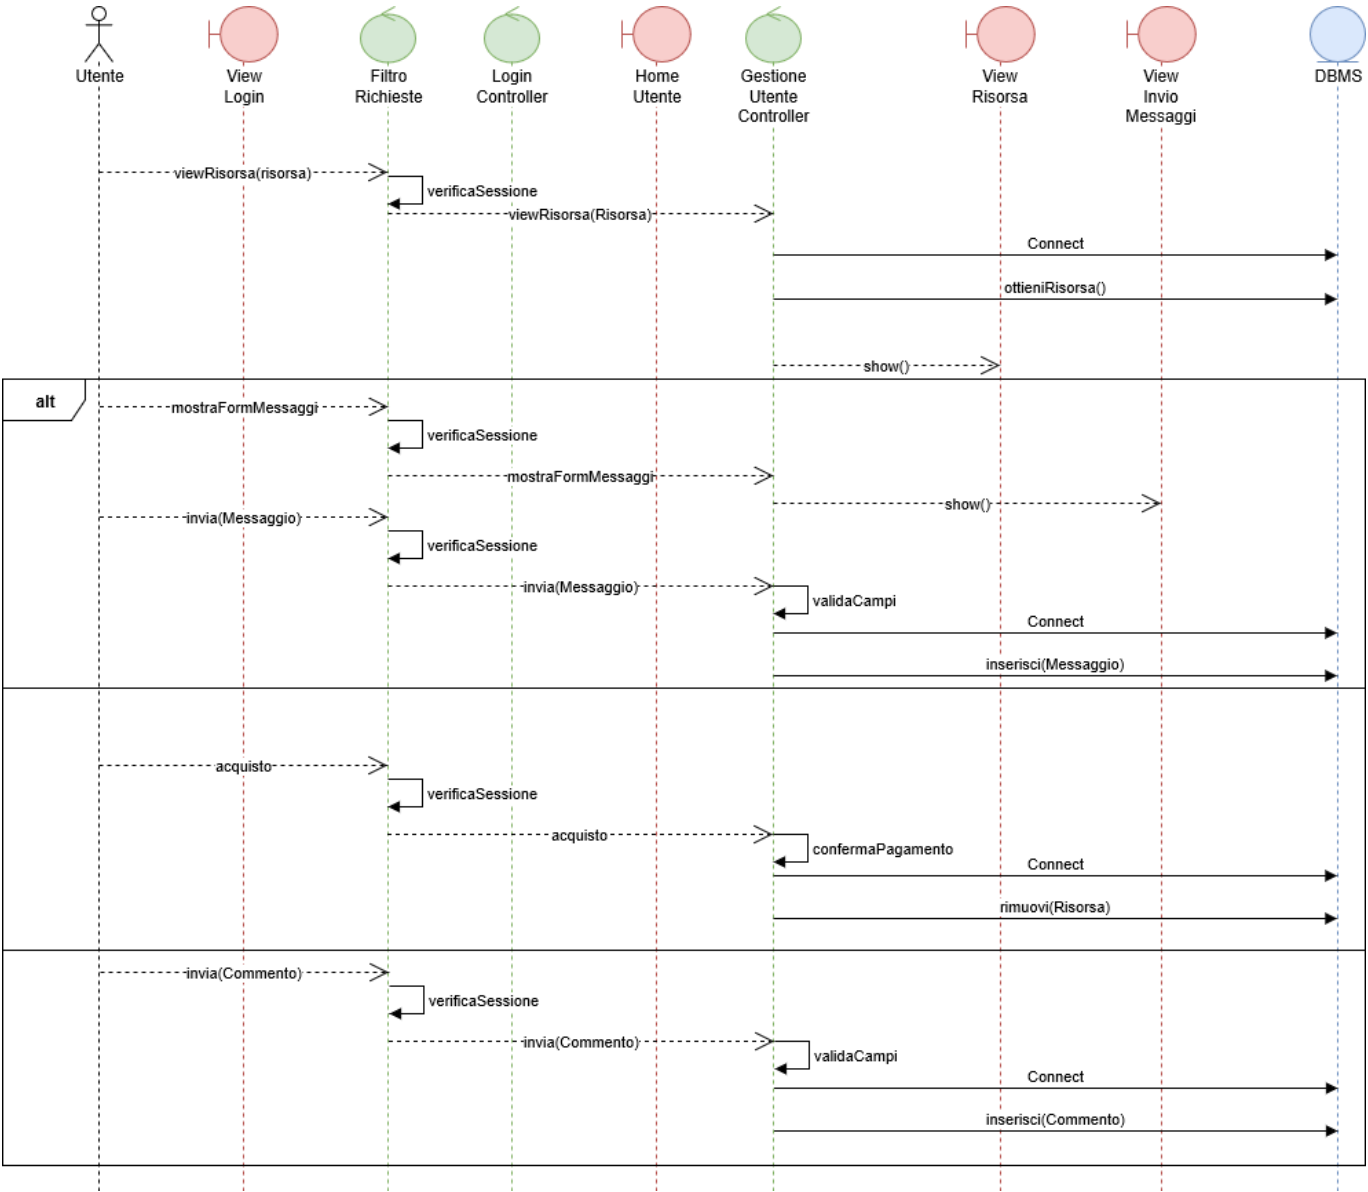 Utente
View
Login
Filtro
Richieste
Login
Controller
Home
Utente
Gestione
Utente
Controller
View
Risorsa
View
Invio
Messaggi
DBMS
viewRisorsa(risorsa)
verificaSessione
viewRisorsa(Risorsa)
Connect
ottieniRisorsa()
show()
alt
mostraFormMessaggi
verificaSessione
mostraFormMessaggi
show()
invia(Messaggio)
verificaSessione
invia(Messaggio)
validaCampi
Connect
inserisci(Messaggio)
acquisto
verificaSessione
acquisto
confermaPagamento
Connect
rimuovi(Risorsa)
invia(Commento)
verificaSessione
invia(Commento)
validaCampi
Connect
inserisci(Commento)